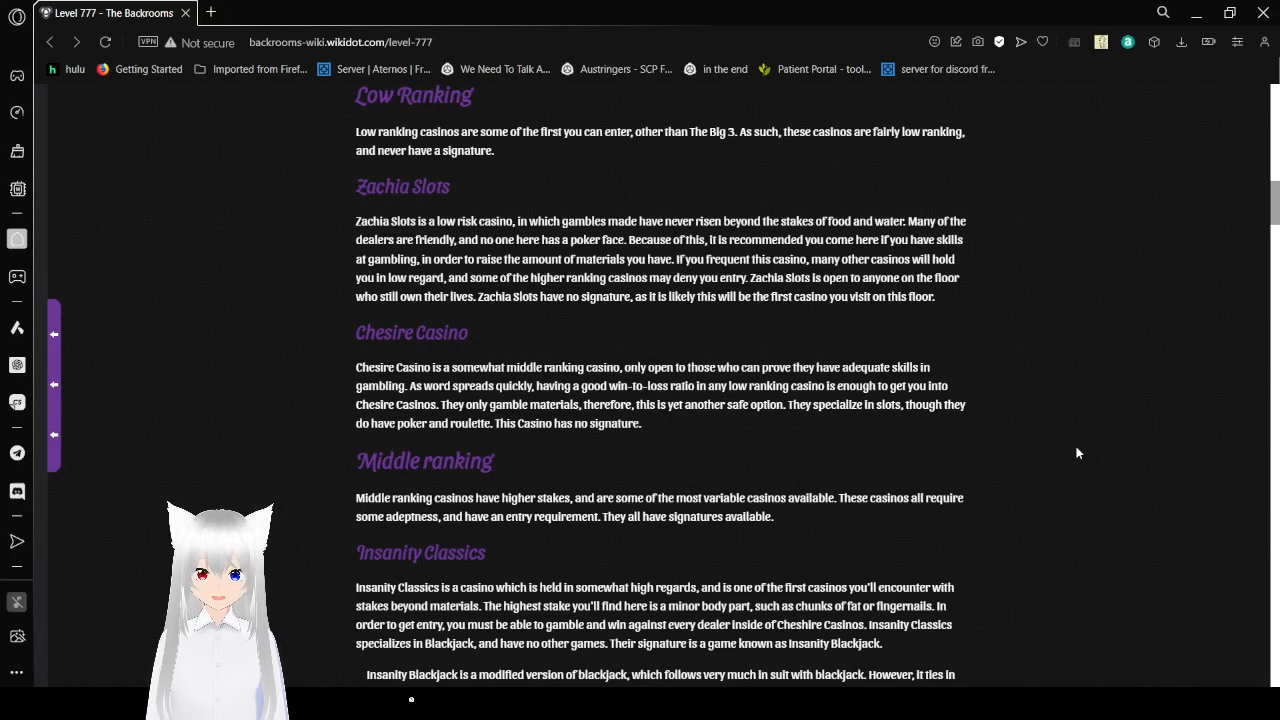 Level 777 - The Backrooms
VPN Not secure backrooms-wiki.wikidot.com/level-777
hulu Getting Started Imported from Firef... Server | Aternos | Fr... We Need To Talk A... Austringers - SCP F... in the end Patient Portal - tool... server for discord fr...
Low Ranking
Low ranking casinos are some of the first you can enter, other than The Big 3. As such, these casinos are fairly low ranking,
and never have a signature.
Zachia Slots
Zachia Slots is a low risk casino, in which gambles made have never risen beyond the stakes of food and water. Many of the
dealers are friendly, and no one here has a poker face. Because of this, it is recommended you come here if you have skills
at gambling, in order to raise the amount of materials you have. If you frequent this casino, many other casinos will hold
you in low regard, and some of the higher ranking casinos may deny you entry. Zachia Slots is open to anyone on the floor
who still own their lives. Zachia Slots have no signature, as it is likely this will be the first casino you visit on this floor.
Chesire Casino
Chesire Casino is a somewhat middle ranking casino, only open to those who can prove they have adequate skills in
gambling. As word spreads quickly, having a good win-to-loss ratio in any low ranking casino is enough to get you into
Chesire Casinos. They only gamble materials, therefore, this is yet another safe option. They specialize in slots, though they
do have poker and roulette. This Casino has no signature.
Middle ranking
Middle ranking casinos have higher stakes, and are some of the most variable casinos available. These casinos all require
some adeptness, and have an entry requirement. They all have signatures available.
Insanity Classics
Insanity Classics is a casino which is held in somewhat high regards, and is one of the first casinos you'll encounter with
stakes beyond materials. The highest stake you'll find here is a minor body part, such as chunks of fat or fingernails. In
order to get entry, you must be able to gamble and win against every dealer inside of Cheshire Casinos. Insanity Classics
specializes in Blackjack, and have no other games. Their signature is a game known as Insanity Blackjack.
Insanity Blackjack is a modified version of blackjack, which follows very much in suit with blackjack. However, it ties in